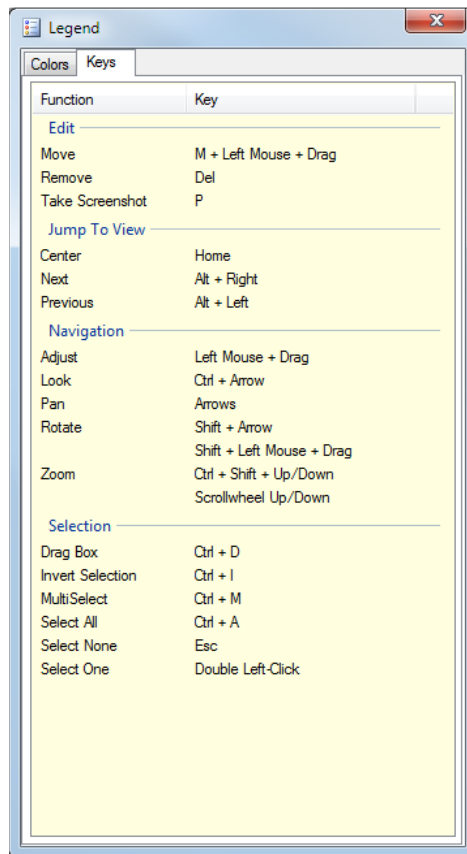 Legend
Colors Keys
Function Key
Edit
Move M + Left Mouse + Drag
Remove Del
Take Screenshot P
Jump To View
Center Home
Next Alt + Right
Previous Alt + Left
Navigation
Adjust Left Mouse + Drag
Look Ctrl + Arrow
Pan Arrows
Rotate Shift + Arrow
Shift + Left Mouse + Drag
Zoom Ctrl + Shift + Up/Down
Scrollwheel Up/Down
Selection
Drag Box Ctrl + D
Invert Selection Ctrl + I
MultiSelect Ctrl + M
Select All Ctrl + A
Select None Esc
Select One Double Left-Click